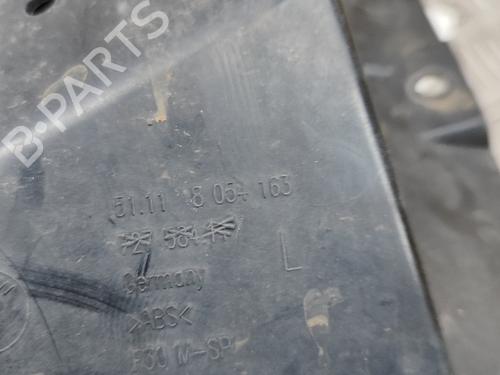 B-PARTS
51.11 8 054 163
L
Germany
>ABS<
F30 M-SP